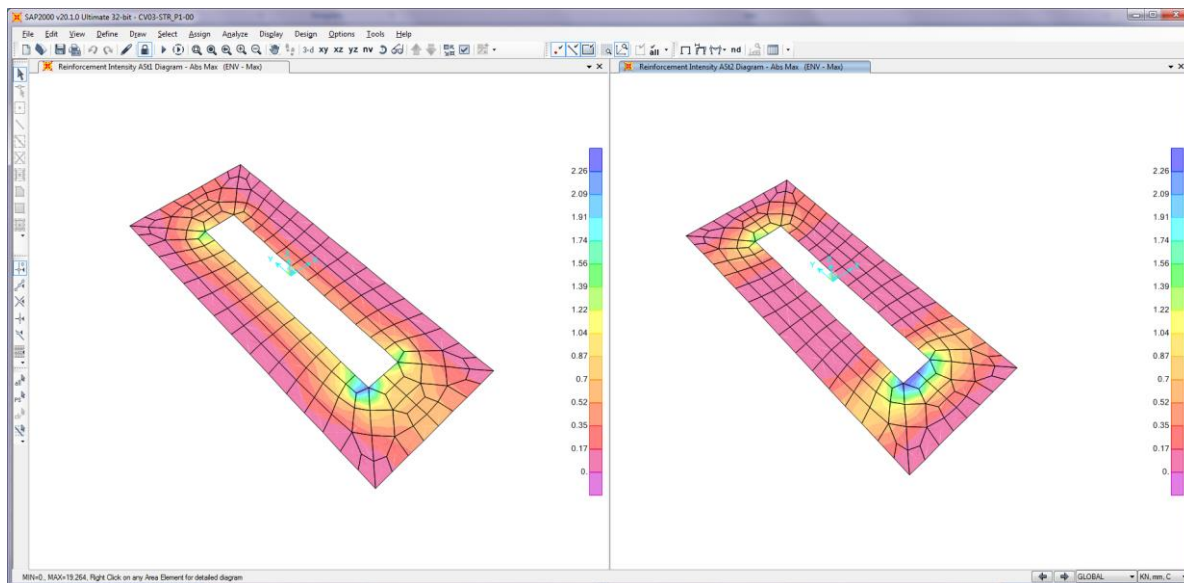 SAP2000 v20.1.0 Ultimate 32-bit - CV03-STR_P1-00
File Edit View Define Draw Select Assign Analyze Display Design Options Tools Help
3-d xy xz yz nv all nd
Reinforcement Intensity ASt1 Diagram - Abs Max (ENV - Max)
Reinforcement Intensity ASt2 Diagram - Abs Max (ENV - Max)
2.26
2.09
1.91
1.74
1.56
1.39
1.22
1.04
0.87
0.7
0.52
0.35
0.17
0.
Y
2.26
2.09
1.91
1.74
1.56
1.39
1.22
1.04
0.87
0.7
0.52
0.35
0.17
0.
Y
MIN=0., MAX=19.264, Right Click on any Area Element for detailed diagram
GLOBAL
KN, mm, C